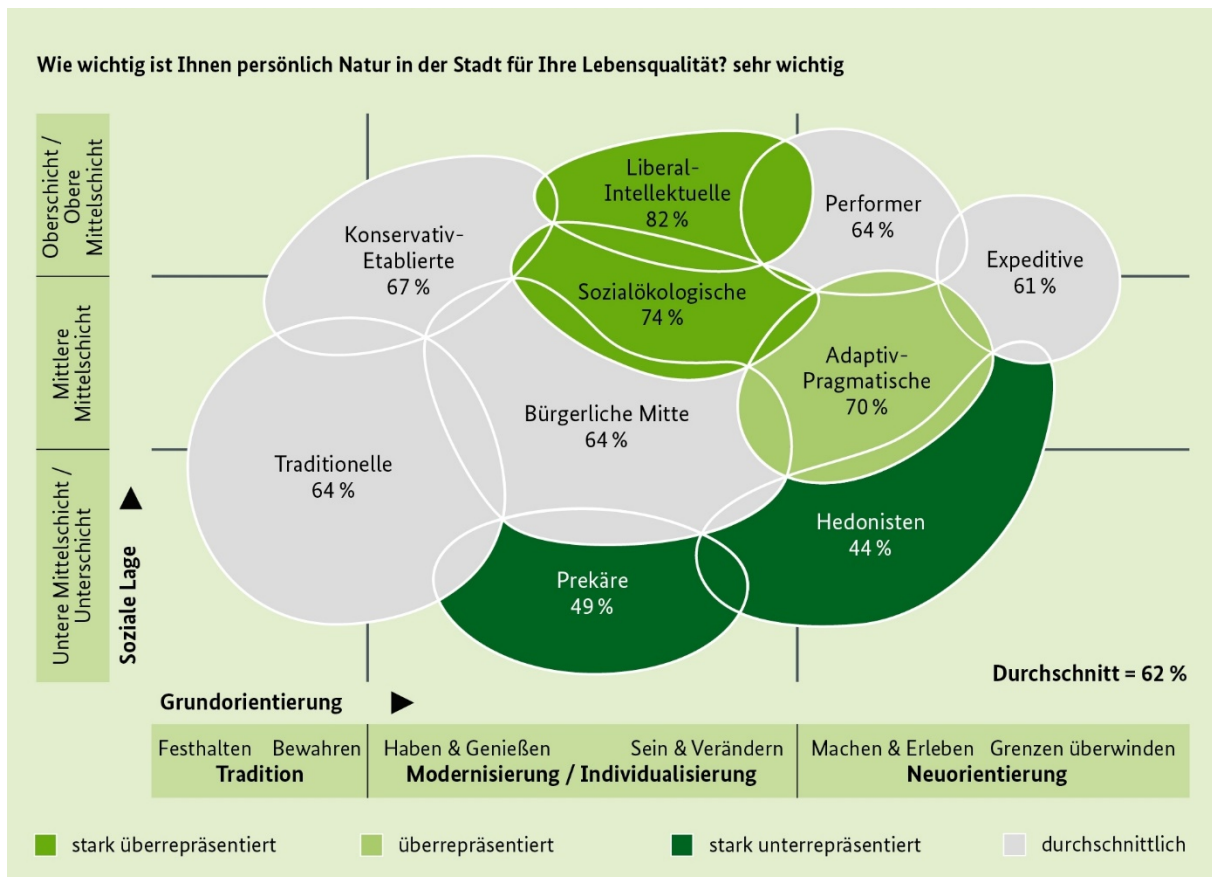 Wie wichtig ist Ihnen persönlich Natur in der Stadt für Ihre Lebensqualität? sehr wichtig
Oberschicht /
Obere
Mittelschicht
Mittlere
Mittelschicht
Untere Mittelschicht /
Unterschicht
Soziale Lage
Liberal-
Intellektuelle
82 %
Performer
64 %
Konservativ-
Etablierte
67 %
Expeditive
61 %
Sozialökologische
74 %
Adaptiv-
Pragmatische
70 %
Bürgerliche Mitte
64 %
Traditionelle
64 %
Hedonisten
44 %
Prekäre
49 %
Durchschnitt = 62 %
Grundorientierung
Festhalten Bewahren
Tradition
Haben & Genießen Sein & Verändern
Modernisierung / Individualisierung
Machen & Erleben Grenzen überwinden
Neuorientierung
stark überrepräsentiert
überrepräsentiert
stark unterrepräsentiert
durchschnittlich